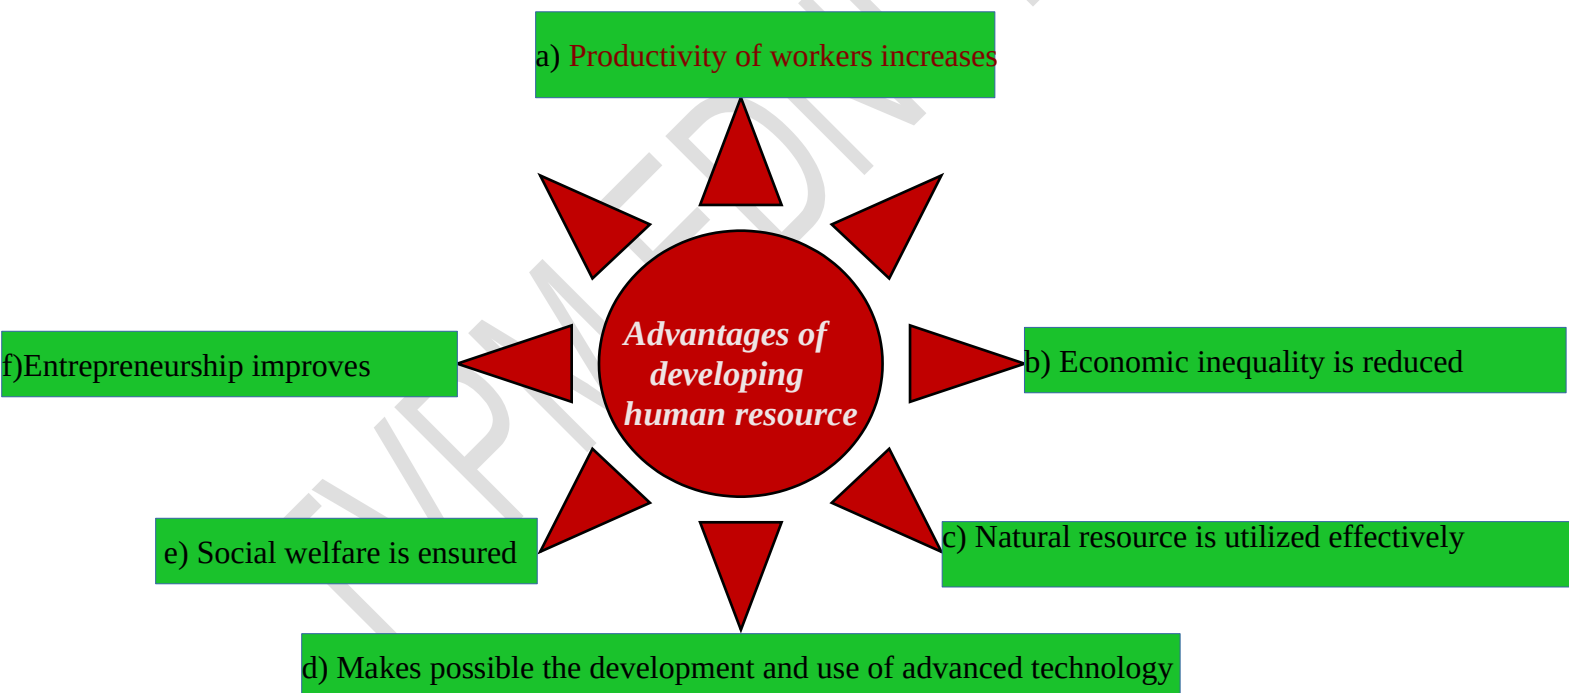 a) Productivity of workers increases
Advantages of
developing
human resource
b) Economic inequality is reduced
c) Natural resource is utilized effectively
d) Makes possible the development and use of advanced technology
e) Social welfare is ensured
f)Entrepreneurship improves